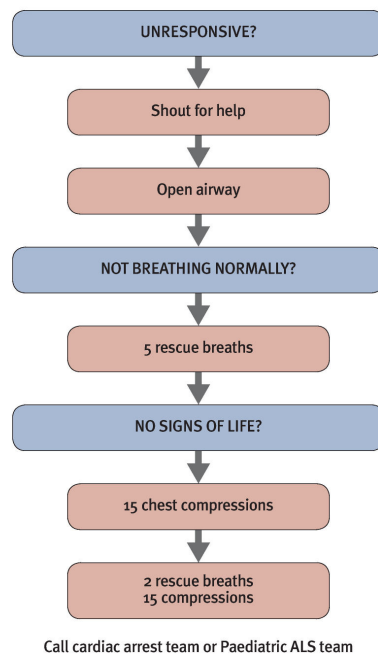 UNRESPONSIVE?
Shout for help
Open airway
NOT BREATHING NORMALLY?
5 rescue breaths
NO SIGNS OF LIFE?
15 chest compressions
2 rescue breaths
15 compressions
Call cardiac arrest team or Paediatric ALS team